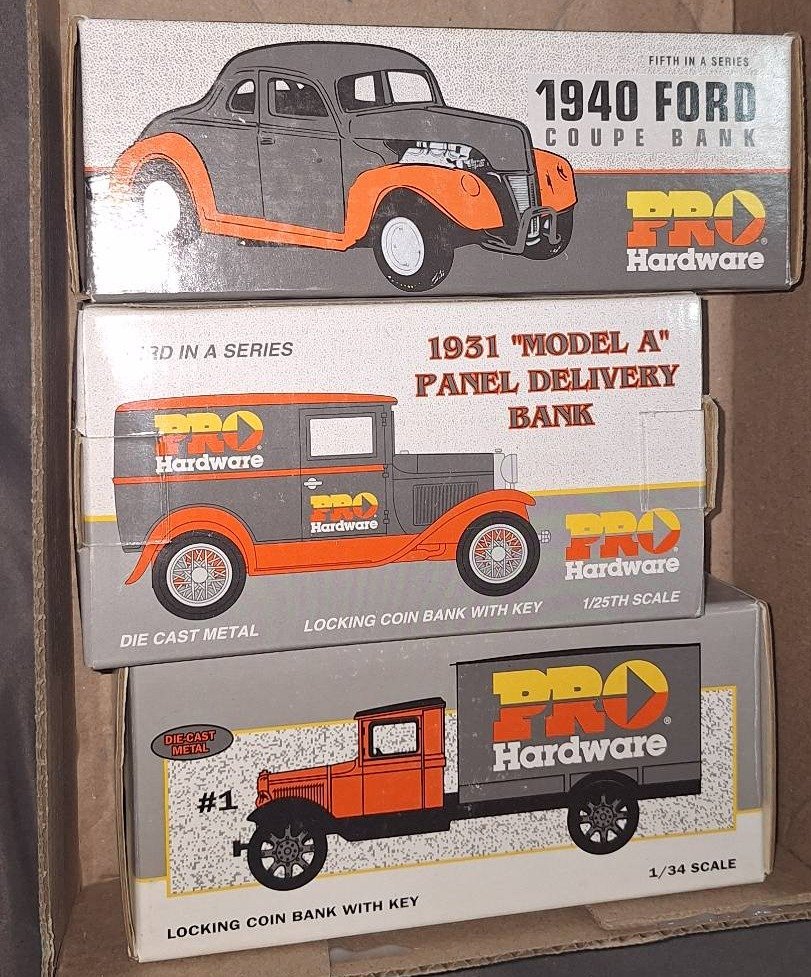 FIFTH IN A SERIES
1940 FORD
COUPE BANK
PRO®
Hardware
RD IN A SERIES
1931 "MODEL A"
PANEL DELIVERY
BANK
PRO
Hardware
PRO
Hardware
PRO®
Hardware
DIE CAST METAL
LOCKING COIN BANK WITH KEY
1/25TH SCALE
PRO®
Hardware
DIE-CAST
METAL
#1
1/34 SCALE
LOCKING COIN BANK WITH KEY